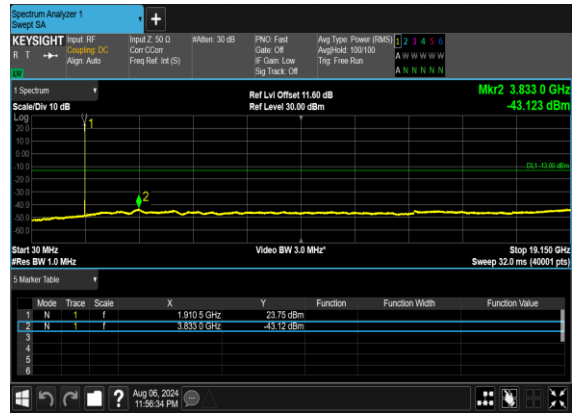 Spectrum Analyzer 1
Swept SA
+
KEYSIGHT Input: RF Input Z: 50 Ω #Atten: 30 dB PNO: Fast Avg Type: Power (RMS) 1 2 3 4 5 6
R T Coupling: DC Corr CCorr Gate: Off Avg|Hold: 100/100 A W W W W W
Align: Auto Freq Ref: Int (S) IF Gain: Low Trig: Free Run A N N N N N
Sig Track: Off
1 Spectrum
Ref Lvl Offset 11.60 dB Mkr2 3.833 0 GHz
Scale/Div 10 dB Ref Level 30.00 dBm -43.123 dBm
Log
1
20.0
10.0
0.00
-10.0
DL1 -13.00 dBm
-20.0
-30.0
2
-40.0
-50.0
-60.0
Start 30 MHz Video BW 3.0 MHz* Stop 19.150 GHz
#Res BW 1.0 MHz Sweep 32.0 ms (40001 pts)
5 Marker Table
Mode Trace Scale X Y Function Function Width Function Value
1 N 1 f 1.910 5 GHz 23.75 dBm
2 N 1 f 3.833 0 GHz -43.12 dBm
3
4
5
6
? Aug 06, 2024
11:56:34 PM